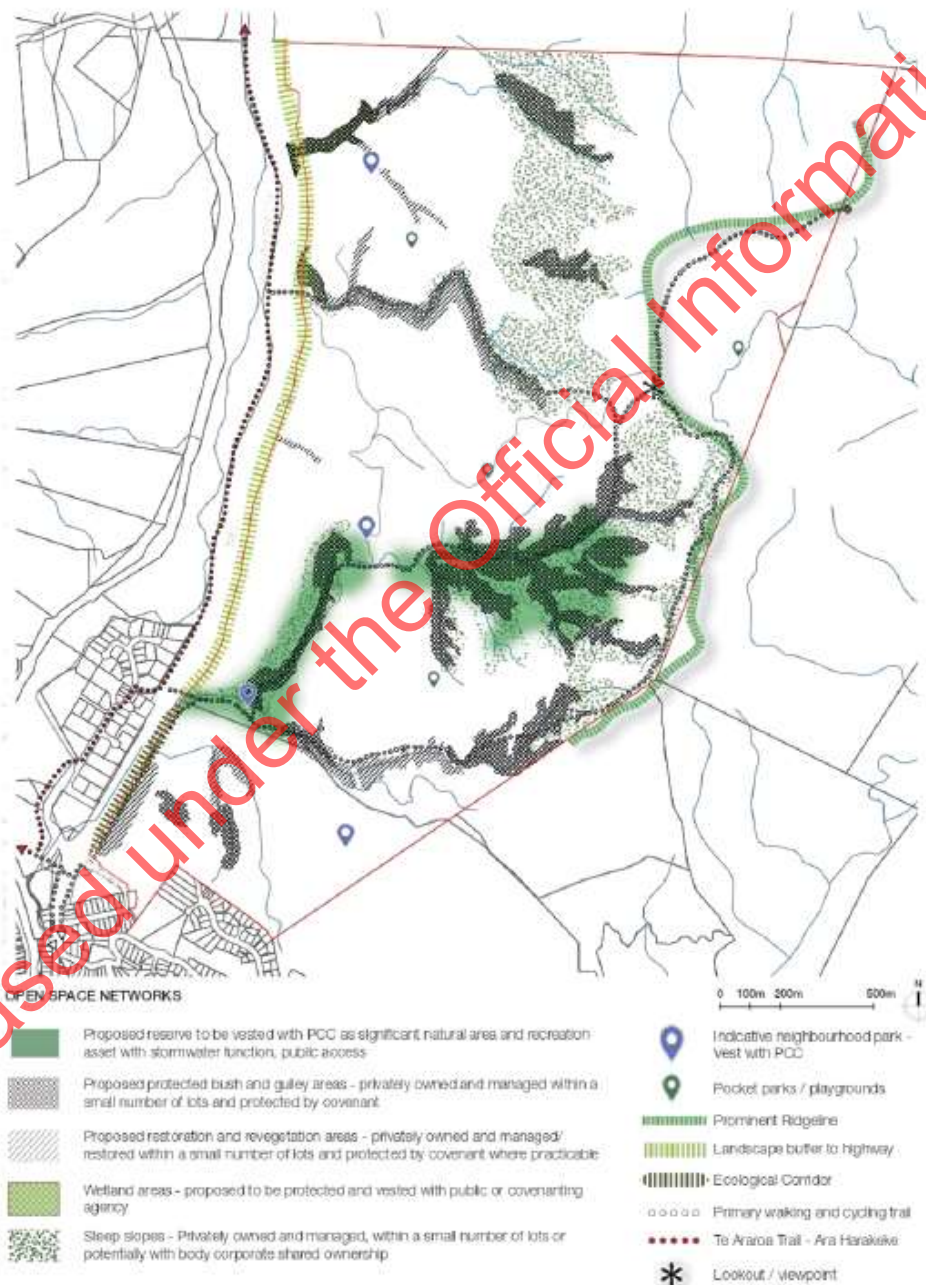 ased under the Official Informati
OPEN SPACE NETWORKS
Proposed reserve to be vested with PCC as significant natural area and recreation
asset with stormwater function, public access
Proposed protected bush and gulley areas - privately owned and managed within a
small number of lots and protected by covenant
Proposed restoration and revegetation areas - privately owned and managed/
restored within a small number of lots and protected by covenant where practicable
Wetland areas - proposed to be protected and vested with public or covenanting
agency
Steep slopes - Privately owned and managed, within a small number of lots or
potentially with body corporate shared ownership
0 100m 200m 500m
N
Indicative neighbourhood park -
Vest with PCC
Pocket parks / playgrounds
Prominent Ridgeline
Landscape buffer to highway
Ecological Corridor
Primary walking and cycling trail
Te Araroa Trail - Ara Harakeke
Lookout / viewpoint